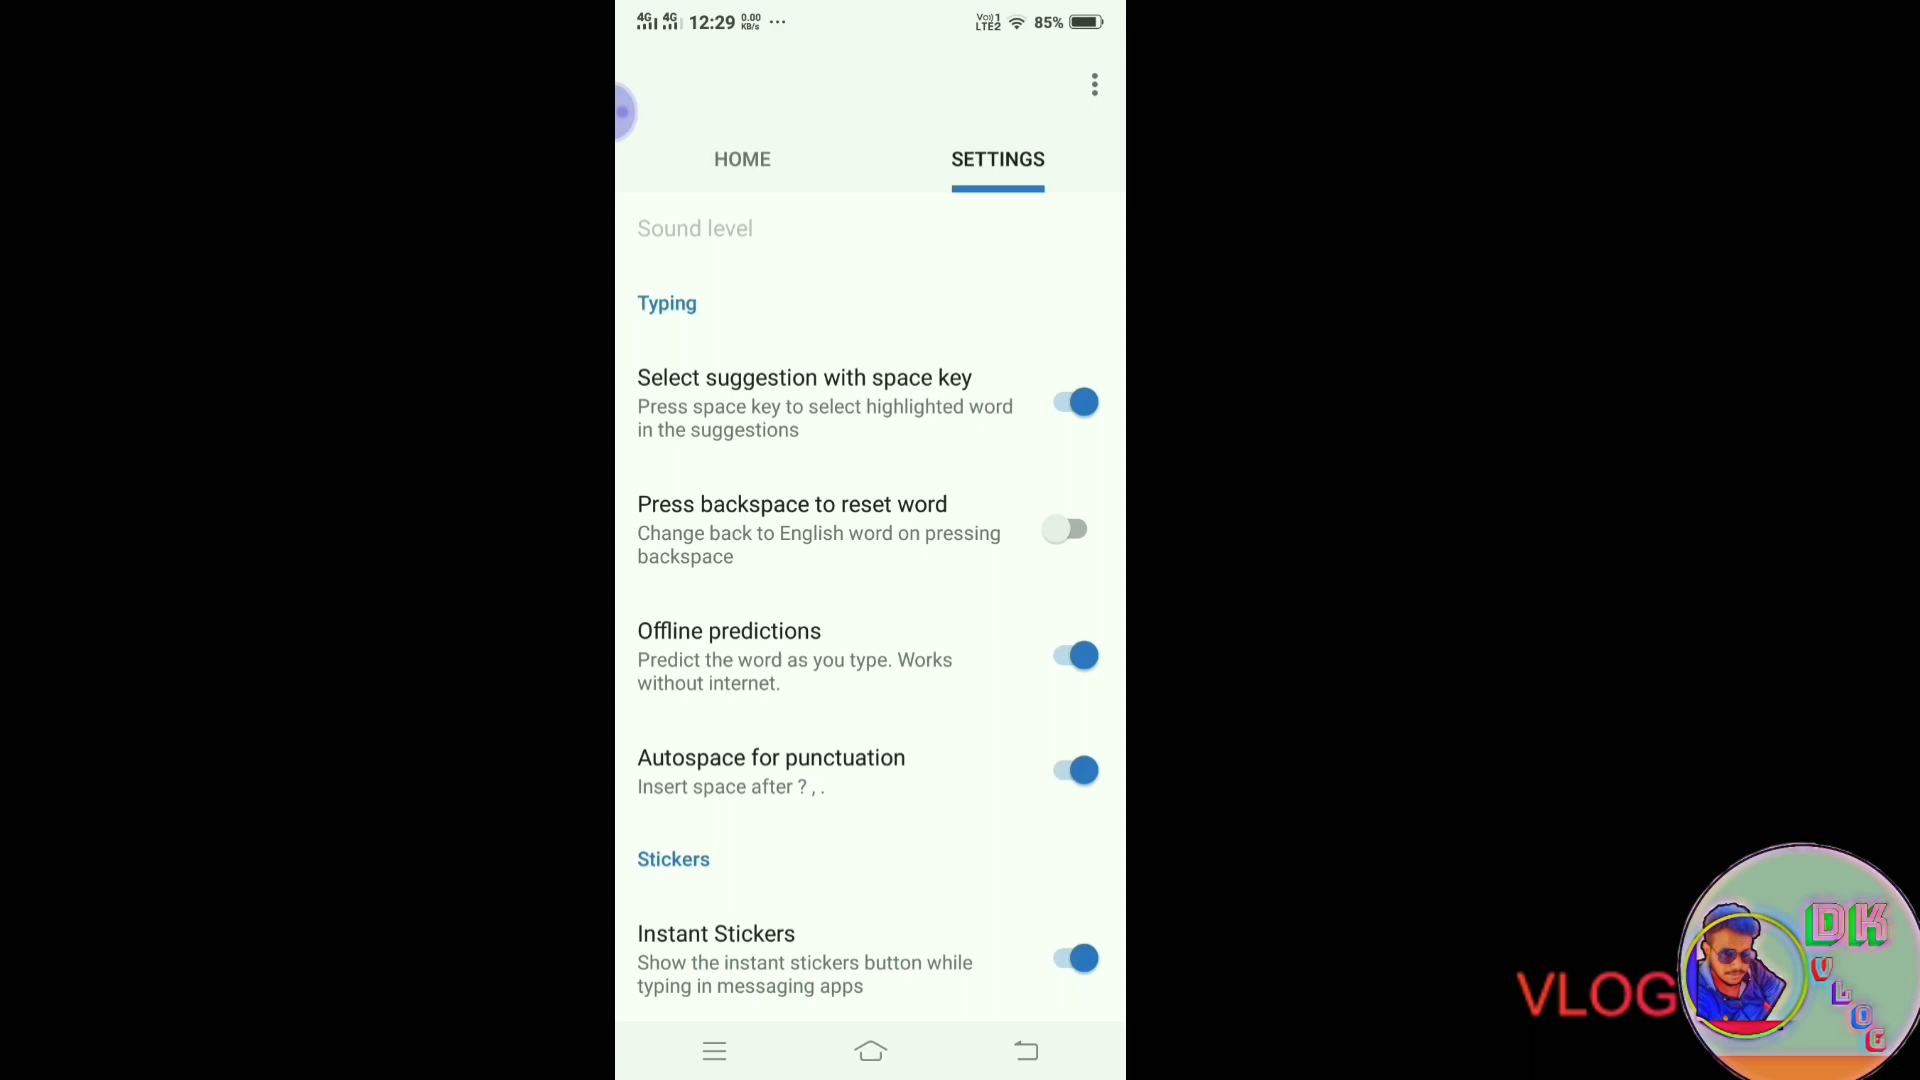 4G 4G 12:29 0.00 KB/s ... Vo)) 1 LTE2 85%
HOME SETTINGS
Sound level
Typing
Select suggestion with space key
Press space key to select highlighted word
in the suggestions
Press backspace to reset word
Change back to English word on pressing
backspace
Offline predictions
Predict the word as you type. Works
without internet.
Autospace for punctuation
Insert space after ? , .
Stickers
Instant Stickers
Show the instant stickers button while
typing in messaging apps
VLOG
DK
VLOG